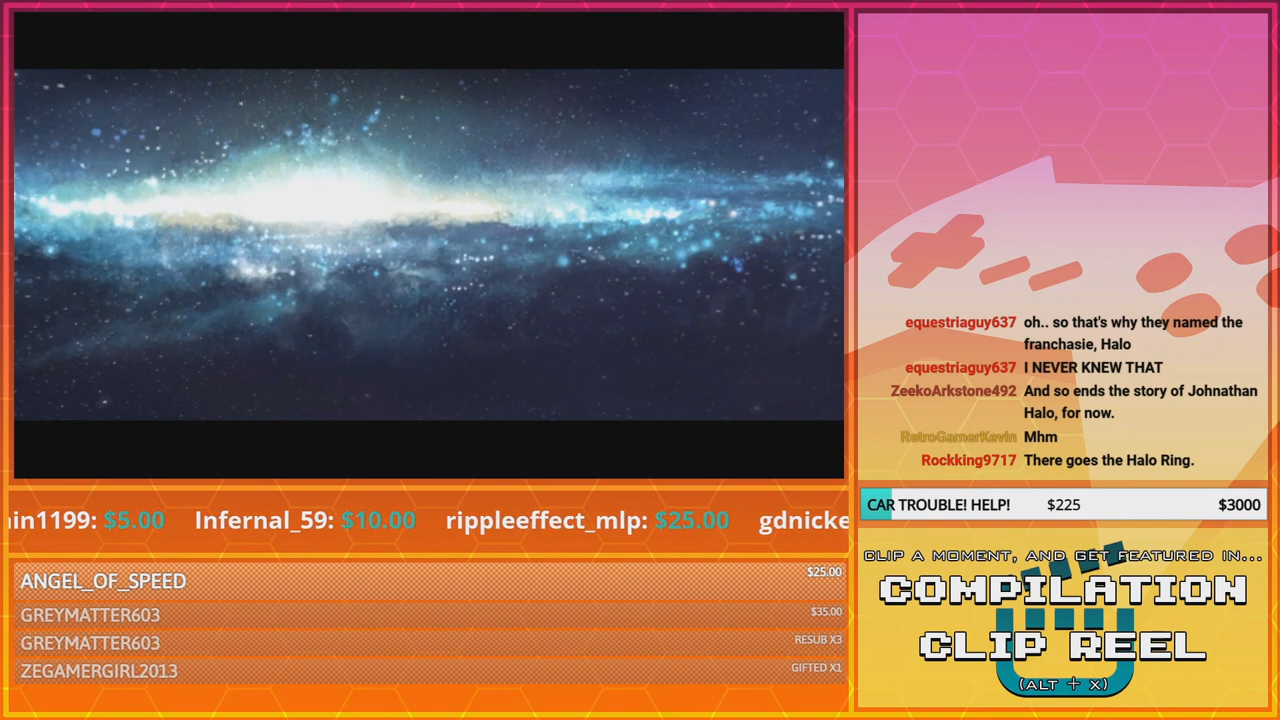 equestriaguy637 oh.. so that's why they named the
franchasie, Halo
equestriaguy637 I NEVER KNEW THAT
ZeekoArkstone492 And so ends the story of Johnathan
Halo, for now.
RetroGamerKevin Mhm
Rockking9717 There goes the Halo Ring.
CAR TROUBLE! HELP! $225 $3000
in1199: $5.00 Infernal_59: $10.00 rippleeffect_mlp: $25.00 gdnicke
ANGEL_OF_SPEED $25.00
GREYMATTER603 $35.00
GREYMATTER603 RESUB X3
ZEGAMERGIRL2013 GIFTED X1
CLIP A MOMENT, AND GET FEATURED IN...
COMPILATION
CLIP REEL
(ALT + X)